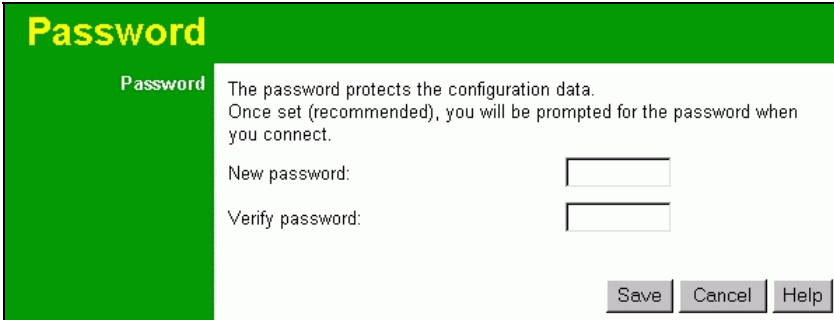 Password
Password
The password protects the configuration data.
Once set (recommended), you will be prompted for the password when
you connect.
New password:
Verify password:
Save Cancel Help